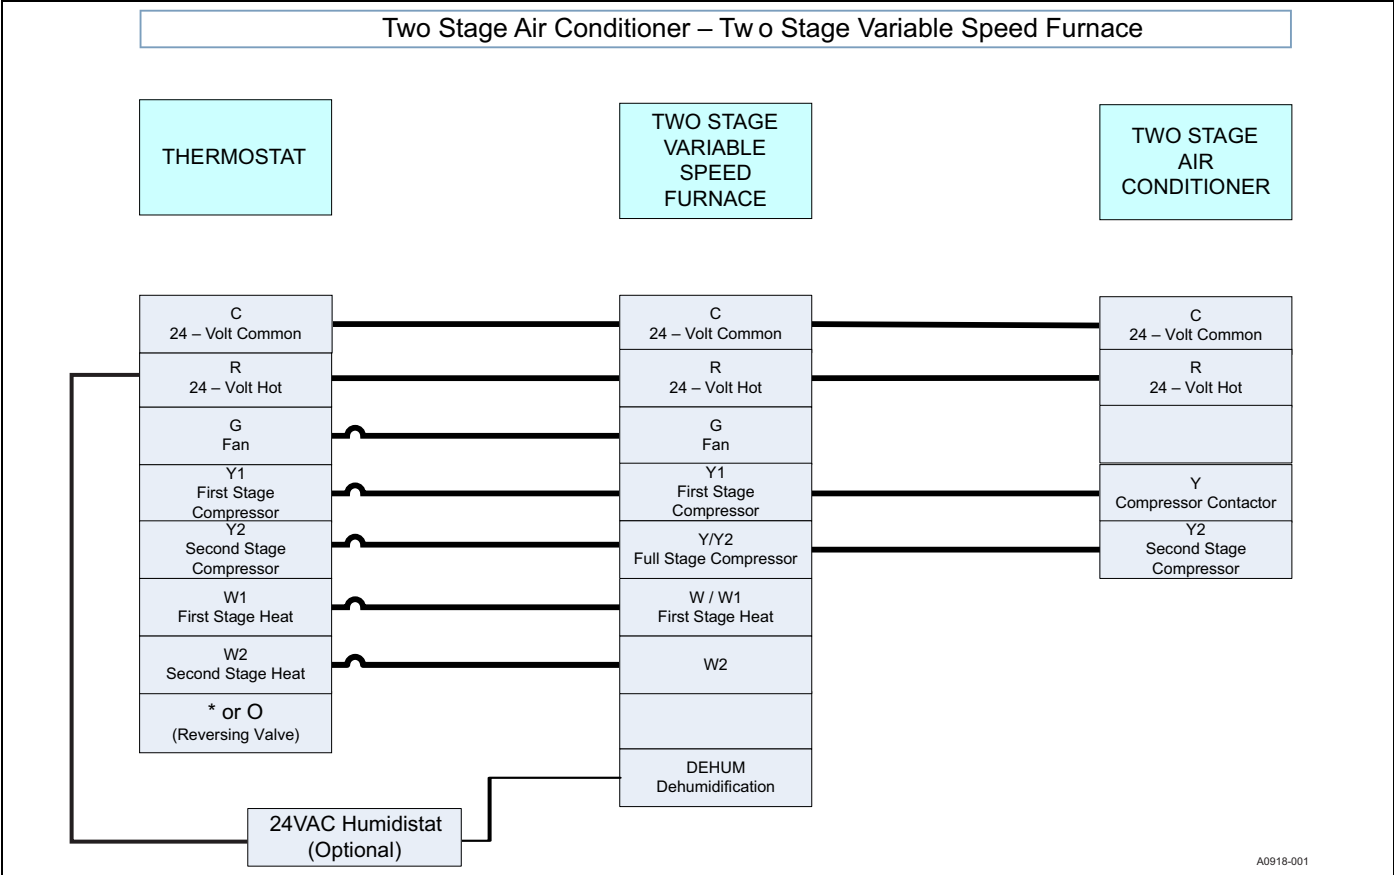 Two Stage Air Conditioner – Tw o Stage Variable Speed Furnace
THERMOSTAT
TWO STAGE
VARIABLE
SPEED
FURNACE
TWO STAGE
AIR
CONDITIONER
C
24 – Volt Common
R
24 – Volt Hot
G
Fan
Y1
First Stage
Compressor
Y2
Second Stage
Compressor
W1
First Stage Heat
W2
Second Stage Heat
* or O
(Reversing Valve)
C
24 – Volt Common
R
24 – Volt Hot
G
Fan
Y1
First Stage
Compressor
Y/Y2
Full Stage Compressor
W / W1
First Stage Heat
W2
DEHUM
Dehumidification
C
24 – Volt Common
R
24 – Volt Hot
Y
Compressor Contactor
Y2
Second Stage
Compressor
24VAC Humidistat
(Optional)
A0918-001